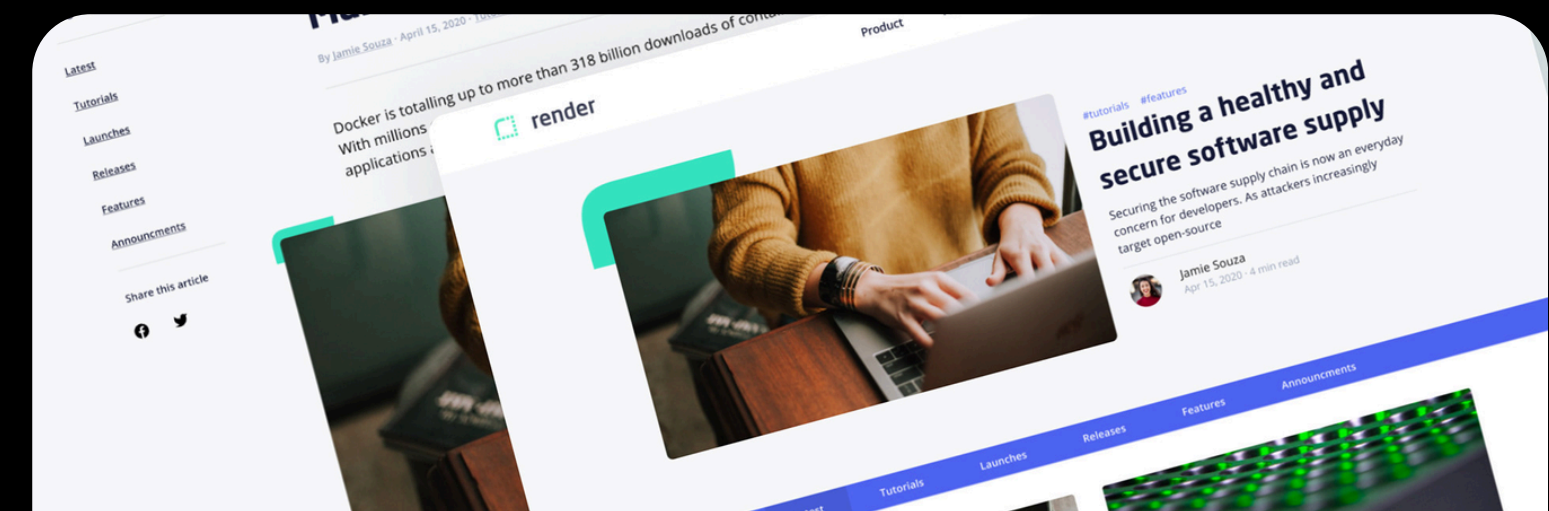 By Jamie Souza · April 15, 2020 ·
Docker is totalling up to more than 318 billion downloads of
With millions
applications
Latest
Tutorials
Launches
Releases
Features
Announcments
Share this article
render
Product
#tutorials #features
Building a healthy and
secure software supply
Securing the software supply chain is now an everyday
concern for developers. As attackers increasingly
target open-source
Jamie Souza
Apr 15, 2020 · 4 min read
Tutorials
Launches
Releases
Features
Announcments